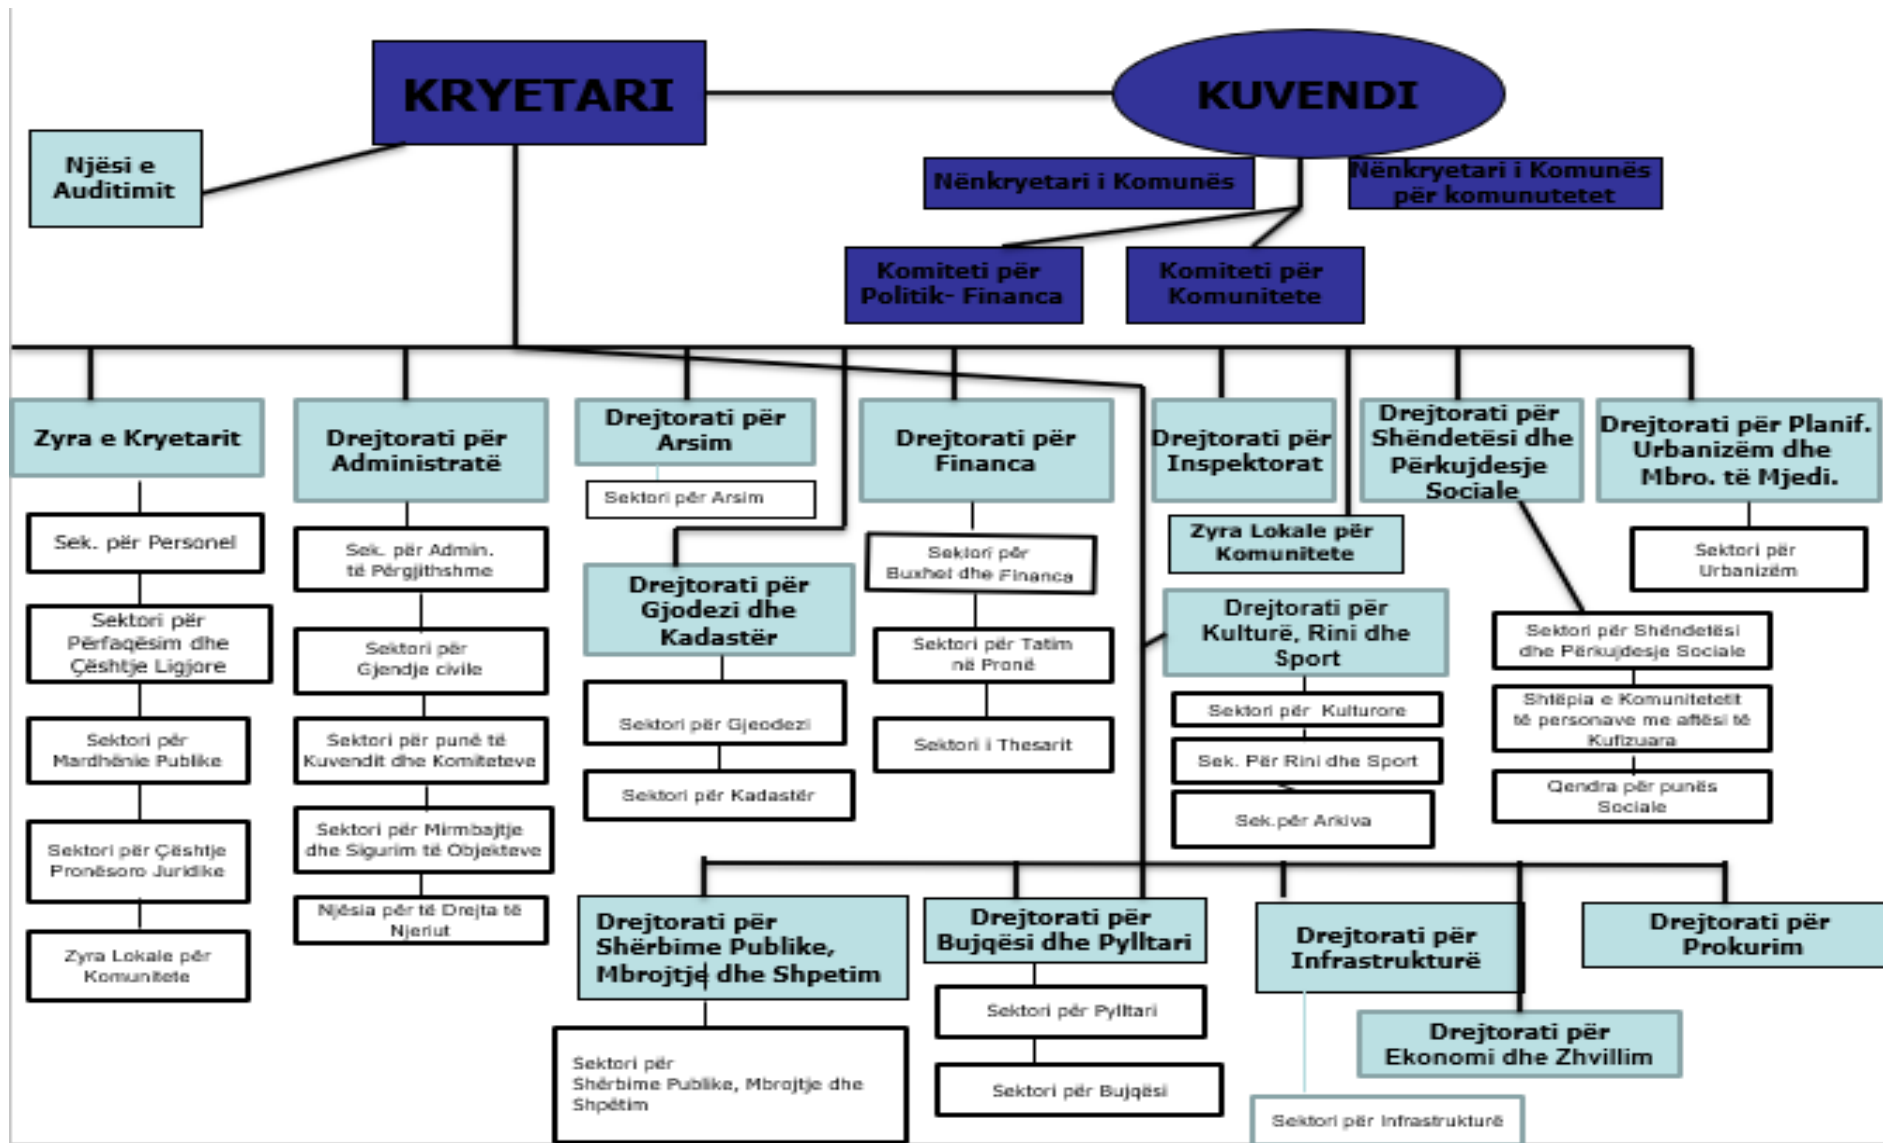 KRYETARI
KUVENDI
Njësi e
Auditimit
Nënkryetari i Komunës
Nënkryetari i Komunës
për komunutetet
Komiteti për
Politik- Financa
Komiteti për
Komunitete
Zyra e Kryetarit
Drejtorati për
Administratë
Drejtorati për
Arsim
Drejtorati për
Financa
Drejtorati për
Inspektorat
Drejtorati për
Shëndetësi dhe
Përkujdesje
Sociale
Drejtorati për Planif.
Urbanizëm dhe
Mbro. të Mjedi.
Sek. për Personel
Sektori për
Përfaqësim dhe
Çështje Ligjore
Sektori për
Mardhënie Publike
Sektori për Çështje
Pronësoro Juridike
Zyra Lokale për
Komunitete
Sek. për Admin.
të Përgjithshme
Sektori për
Gjendje civile
Sektori për punë të
Kuvendit dhe Komiteteve
Sektori për Mirmbajtje
dhe Sigurim të Objekteve
Njësia për të Drejta të
Njeriut
Sektori për Arsim
Drejtorati për
Gjodezi dhe
Kadastër
Sektori për Gjeodezi
Sektori për Kadastër
Sektori për
Buxhet dhe Financa
Sektori për Tatim
në Pronë
Sektori i Thesarit
Zyra Lokale për
Komunitete
Drejtorati për
Kulturë, Rini dhe
Sport
Sektori për Kulturore
Sek. Për Rini dhe Sport
Sek.për Arkiva
Sektori për Shëndetësi
dhe Përkujdesje Sociale
Shtëpia e Komunitetetit
të personave me aftësi të
Kufizuara
Qendra për punës
Sociale
Sektori për
Urbanizëm
Drejtorati për
Shërbime Publike,
Mbrojtje dhe Shpetim
Sektori për
Shërbime Publike, Mbrojtje dhe
Shpëtim
Drejtorati për
Bujqësi dhe Pylltari
Sektori për Pylltari
Sektori për Bujqësi
Drejtorati për
Infrastrukturë
Sektori për Infrastrukturë
Drejtorati për
Ekonomi dhe Zhvillim
Drejtorati për
Prokurim